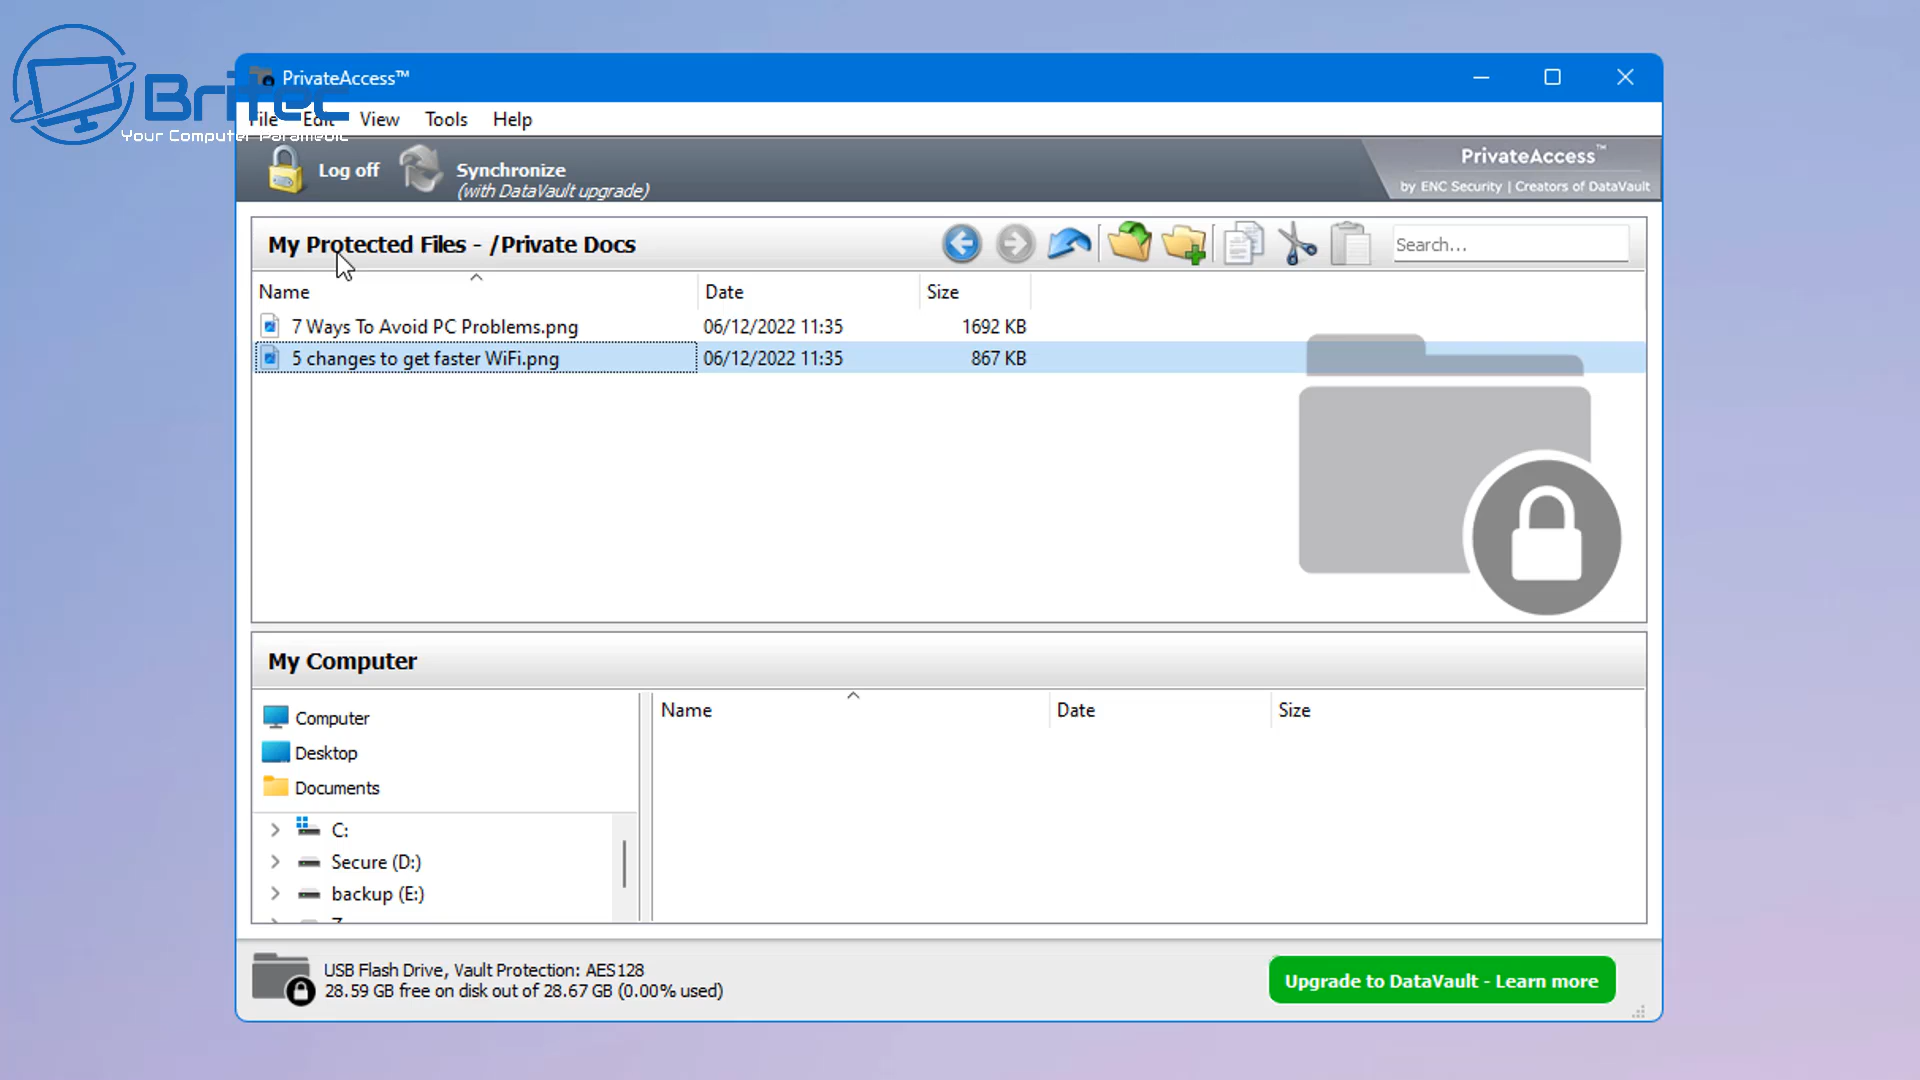 Britec
Your Computer Paramedic
PrivateAccess™
File Edit View Tools Help
Log off
Synchronize
(with DataVault upgrade)
PrivateAccess™
by ENC Security | Creators of DataVault
My Protected Files - /Private Docs
Search...
Name Date Size
7 Ways To Avoid PC Problems.png 06/12/2022 11:35 1692 KB
5 changes to get faster WiFi.png 06/12/2022 11:35 867 KB
My Computer
Computer
Desktop
Documents
C:
Secure (D:)
backup (E:)
Name Date Size
USB Flash Drive, Vault Protection: AES128
28.59 GB free on disk out of 28.67 GB (0.00% used)
Upgrade to DataVault - Learn more